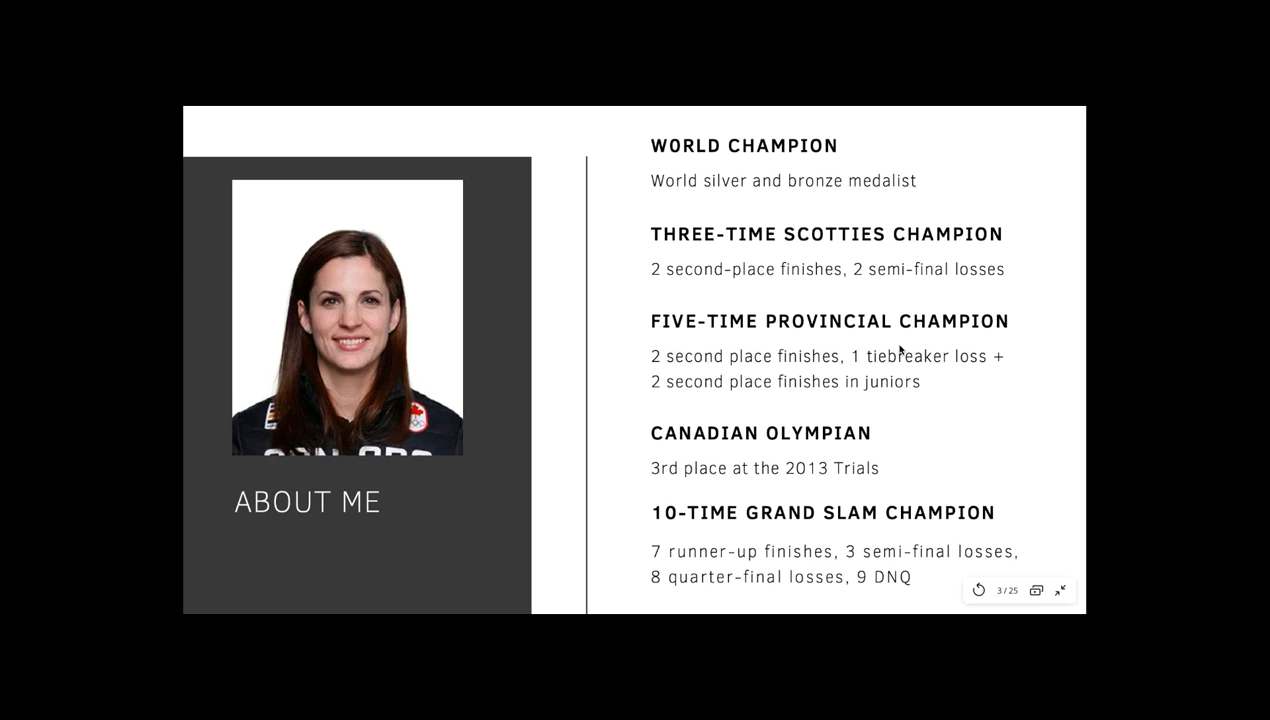 WORLD CHAMPION
World silver and bronze medalist
THREE-TIME SCOTTIES CHAMPION
2 second-place finishes, 2 semi-final losses
FIVE-TIME PROVINCIAL CHAMPION
2 second place finishes, 1 tiebreaker loss +
2 second place finishes in juniors
CANADIAN OLYMPIAN
3rd place at the 2013 Trials
10-TIME GRAND SLAM CHAMPION
7 runner-up finishes, 3 semi-final losses,
8 quarter-final losses, 9 DNQ
ABOUT ME
3 / 25